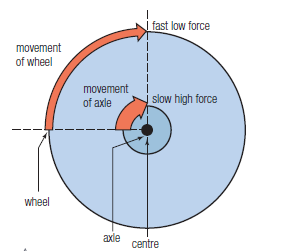 fast low force
movement
of wheel
movement
of axle
slow high force
wheel
axle
centre